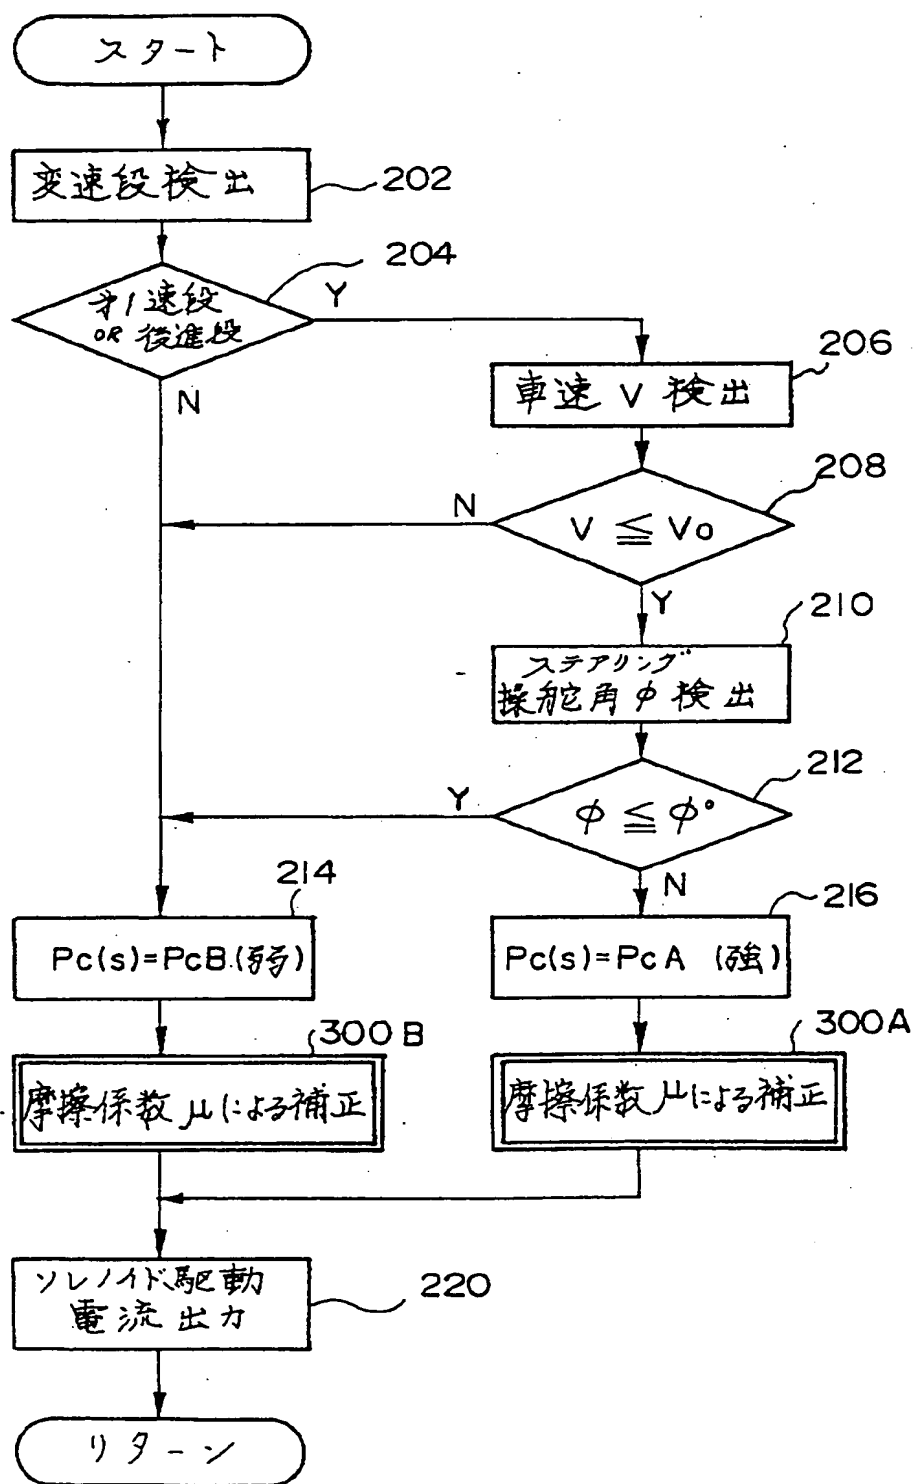 スタート
変速段検出
202
204
才1速段
OR 後進段
Y
N
206
車速 V 検出
208
V ≦ Vo
N
Y
210
ステアリング
操舵角 φ 検出
212
φ ≦ φ°
Y
N
214
Pc(s)=PcB (弱)
216
Pc(s)=PcA (強)
300B
摩擦係数 μ による補正
300A
摩擦係数 μ による補正
ソレノイド駆動
電流出力
220
リターン